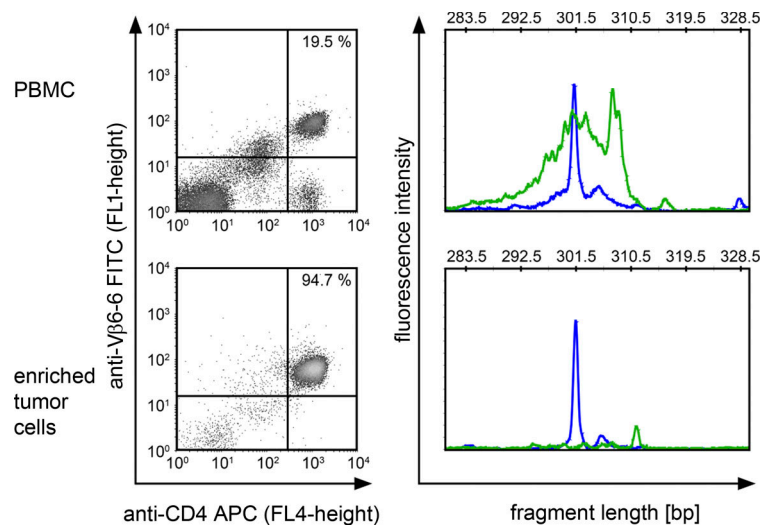 283.5 292.5 301.5 310.5 319.5 328.5
10⁴
19.5 %
10³
PBMC
10²
10¹
10⁰
10⁰ 10¹ 10² 10³ 10⁴
anti-Vβ6-6 FITC (FL1-height)
fluorescence intensity
283.5 292.5 301.5 310.5 319.5 328.5
10⁴
94.7 %
10³
10²
enriched
tumor
cells
10¹
10⁰
10⁰ 10¹ 10² 10³ 10⁴
anti-CD4 APC (FL4-height)
fragment length [bp]